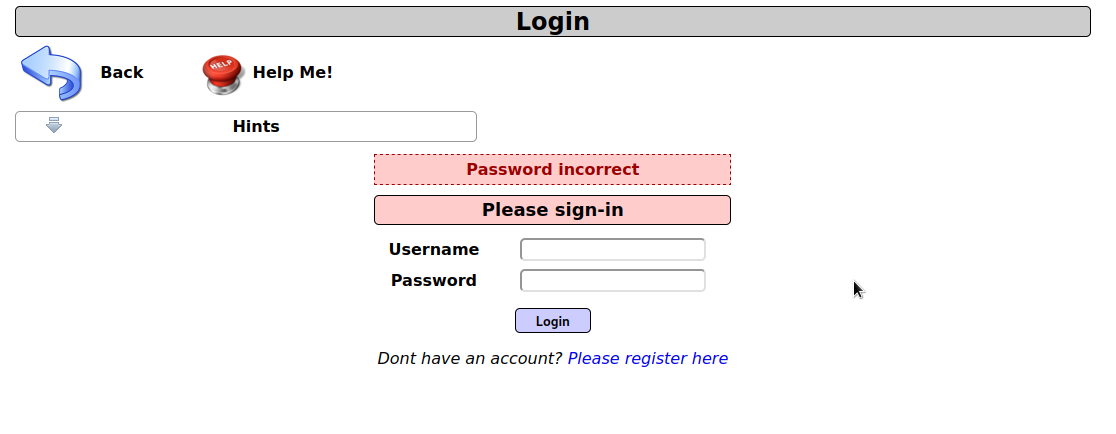 Login
Back
HELP
Help Me!
Hints
Password incorrect
Please sign-in
Username
Password
Login
Dont have an account? Please register here